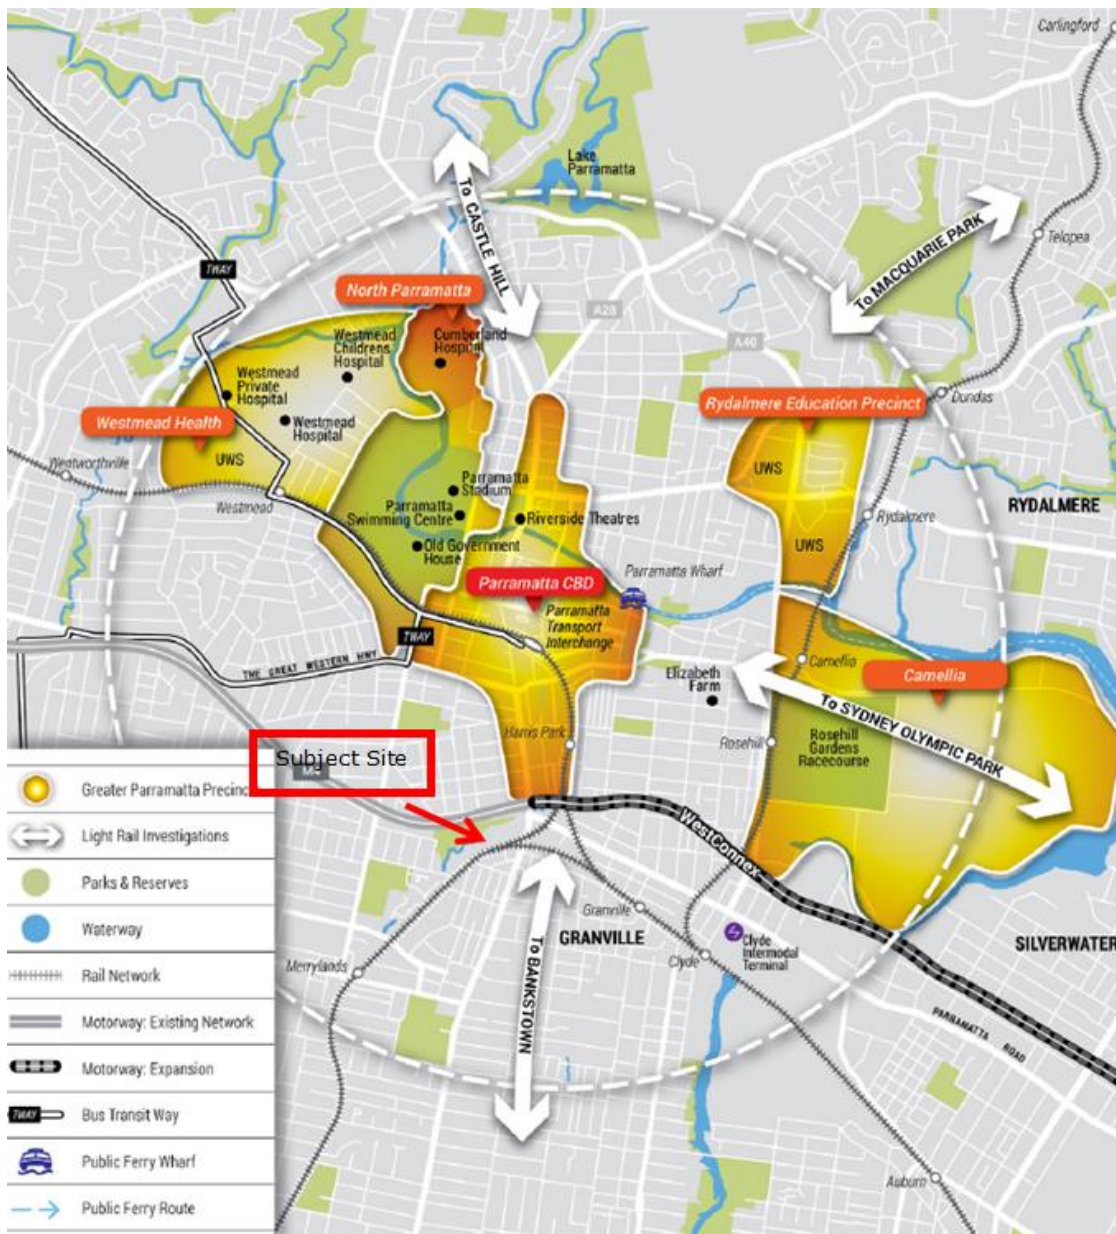 Carlingford
Lake
Parramatta
To CASTLE HILL
To MACQUARIE PARK
Telopea
TWAY
North Parramatta
A28
A40
Westmead
Childrens
Hospital
Cumberland
Hospital
Westmead
Private
Hospital
Dundas
Rydalmere Education Precinct
Westmead Health
Westmead
Hospital
UWS
UWS
Wentworthville
Westmead
Parramatta
Stadium
Parramatta
Swimming Centre
Riverside Theatres
RYDALMERE
Rydalmere
Old Government
House
UWS
Parramatta Wharf
Parramatta CBD
Parramatta
Transport
Interchange
TWAY
THE GREAT WESTERN HWY
Camellia
Elizabeth
Farm
Camellia
To SYDNEY OLYMPIC PARK
Harris Park
Rosehill
Rosehill
Gardens
Racecourse
Subject Site
M4
WestConnex
Granville
GRANVILLE
Clyde
Intermodal
Terminal
SILVERWATER
Merrylands
To BANKSTOWN
Clyde
PARRAMATTA ROAD
Auburn
Greater Parramatta Precinc
Light Rail Investigations
Parks & Reserves
Waterway
Rail Network
Motorway: Existing Network
Motorway: Expansion
TWAY Bus Transit Way
Public Ferry Wharf
Public Ferry Route